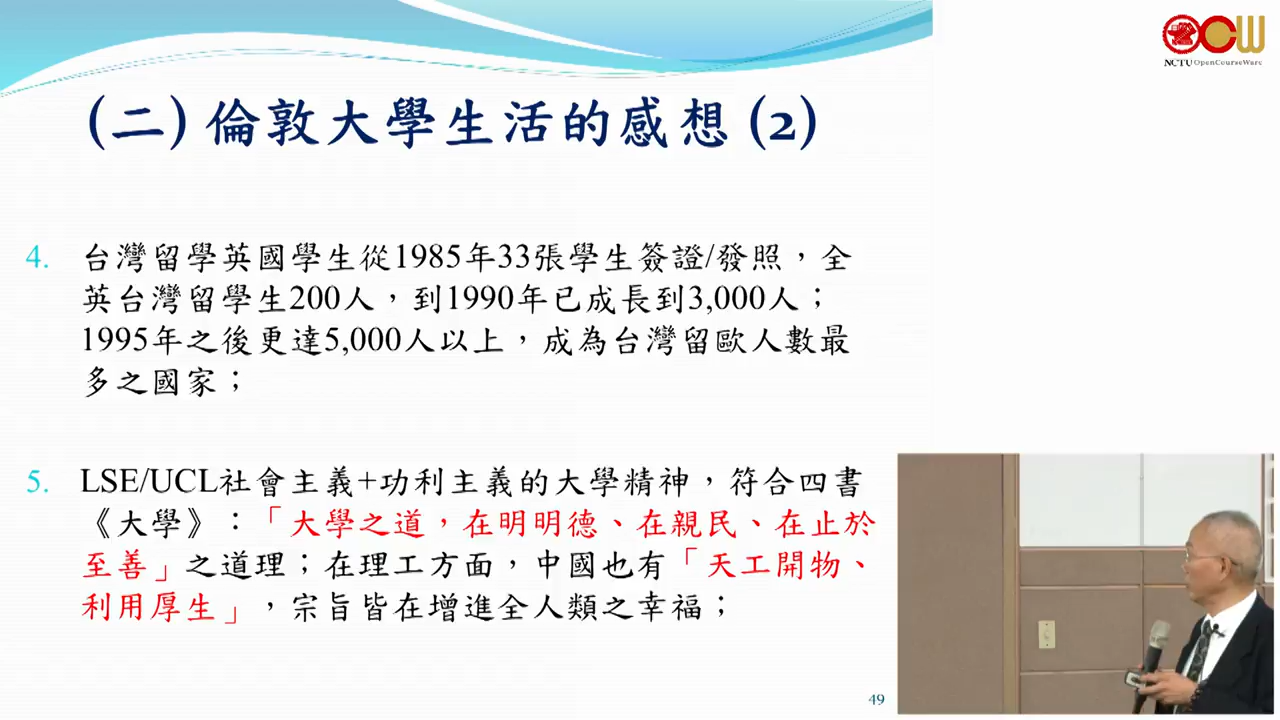 NCTU OpenCourseWare
(二) 倫敦大學生活的感想 (2)
4. 台灣留學英國學生從1985年33張學生簽證/發照，全
英台灣留學生200人，到1990年已成長到3,000人；
1995年之後更達5,000人以上，成為台灣留歐人數最
多之國家；
5. LSE/UCL社會主義+功利主義的大學精神，符合四書
《大學》：「大學之道，在明明德、在親民、在止於
至善」之道理；在理工方面，中國也有「天工開物、
利用厚生」，宗旨皆在增進全人類之幸福；
49